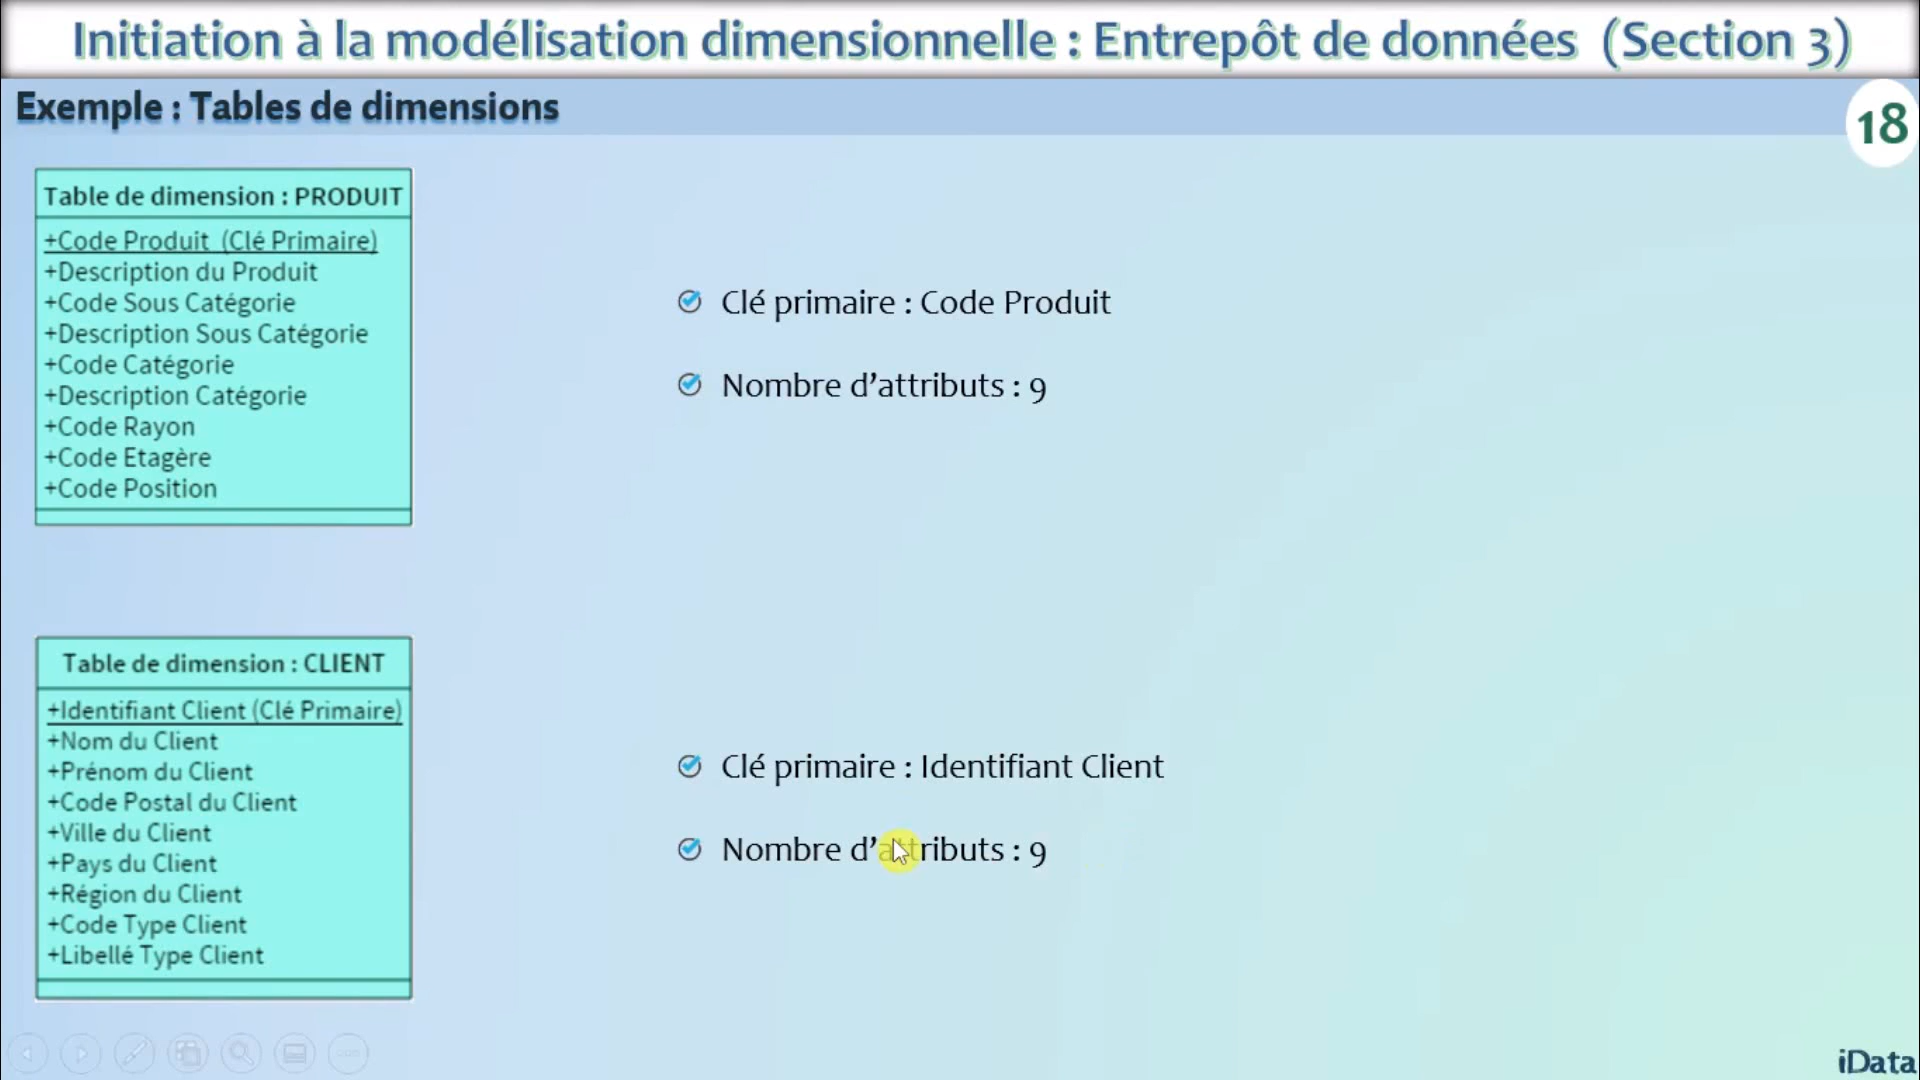 Initiation à la modélisation dimensionnelle : Entrepôt de données (Section 3)
Exemple : Tables de dimensions
18
Table de dimension : PRODUIT
+Code Produit (Clé Primaire)
+Description du Produit
+Code Sous Catégorie
+Description Sous Catégorie
+Code Catégorie
+Description Catégorie
+Code Rayon
+Code Etagère
+Code Position
Clé primaire : Code Produit
Nombre d’attributs : 9
Table de dimension : CLIENT
+Identifiant Client (Clé Primaire)
+Nom du Client
+Prénom du Client
+Code Postal du Client
+Ville du Client
+Pays du Client
+Région du Client
+Code Type Client
+Libellé Type Client
Clé primaire : Identifiant Client
Nombre d’attributs : 9
iData